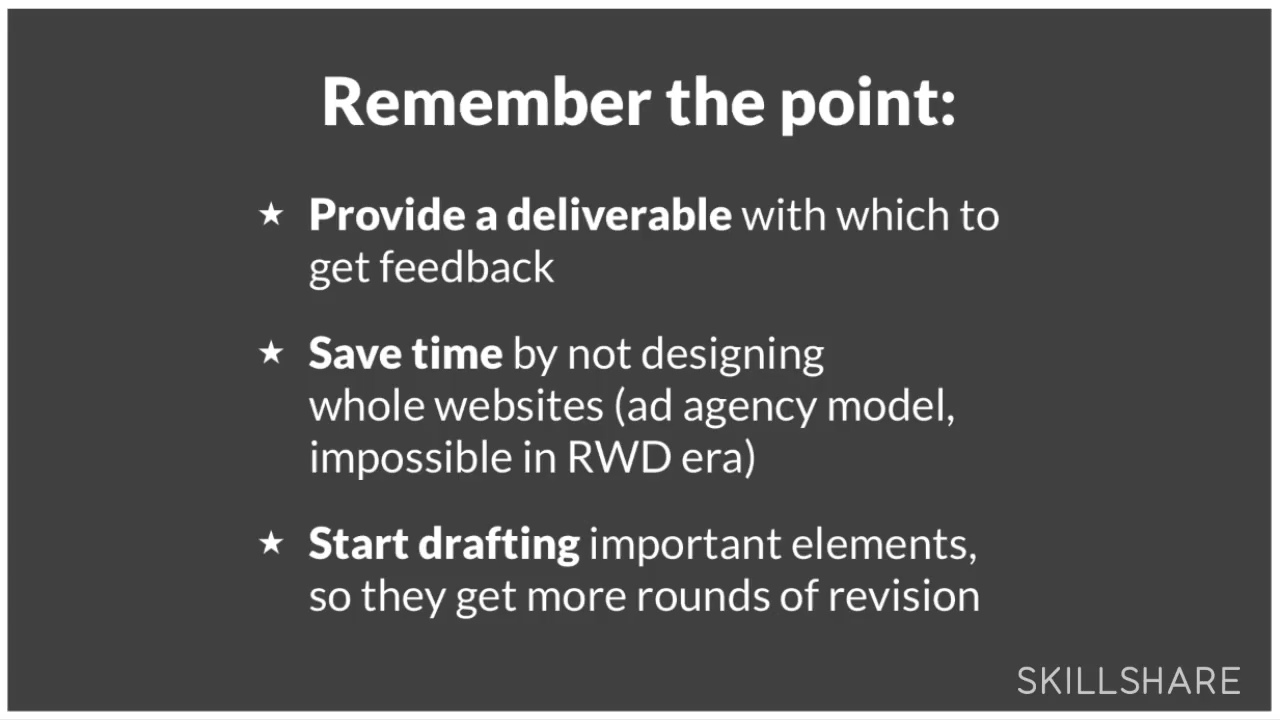 Remember the point:
★ Provide a deliverable with which to
get feedback
★ Save time by not designing
whole websites (ad agency model,
impossible in RWD era)
★ Start drafting important elements,
so they get more rounds of revision
SKILLSHARE